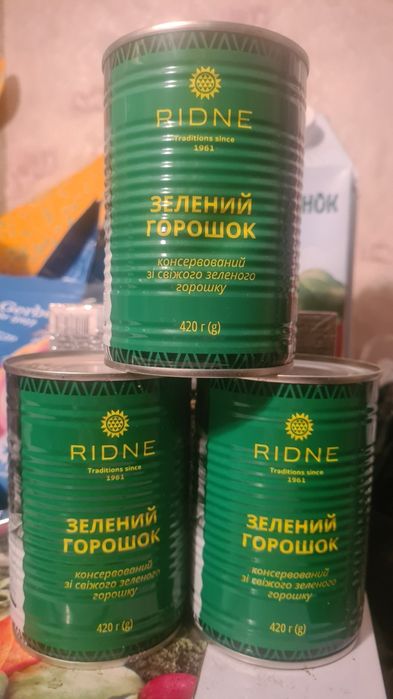 RIDNE
Traditions since
1961
ЗЕЛЕНИЙ
ГОРОШОК
консервований
зі свіжого зеленого
горошку
420 г (g)
НОК
RIDNE
Traditions since
1961
ЗЕЛЕНИЙ
ГОРОШОК
консервований
зі свіжого зеленого
горошку
420 г (g)
RIDNE
Traditions since
1961
ЗЕЛЕНИЙ
ГОРОШОК
консервований
зі свіжого зеленого
горошку
420 г (g)